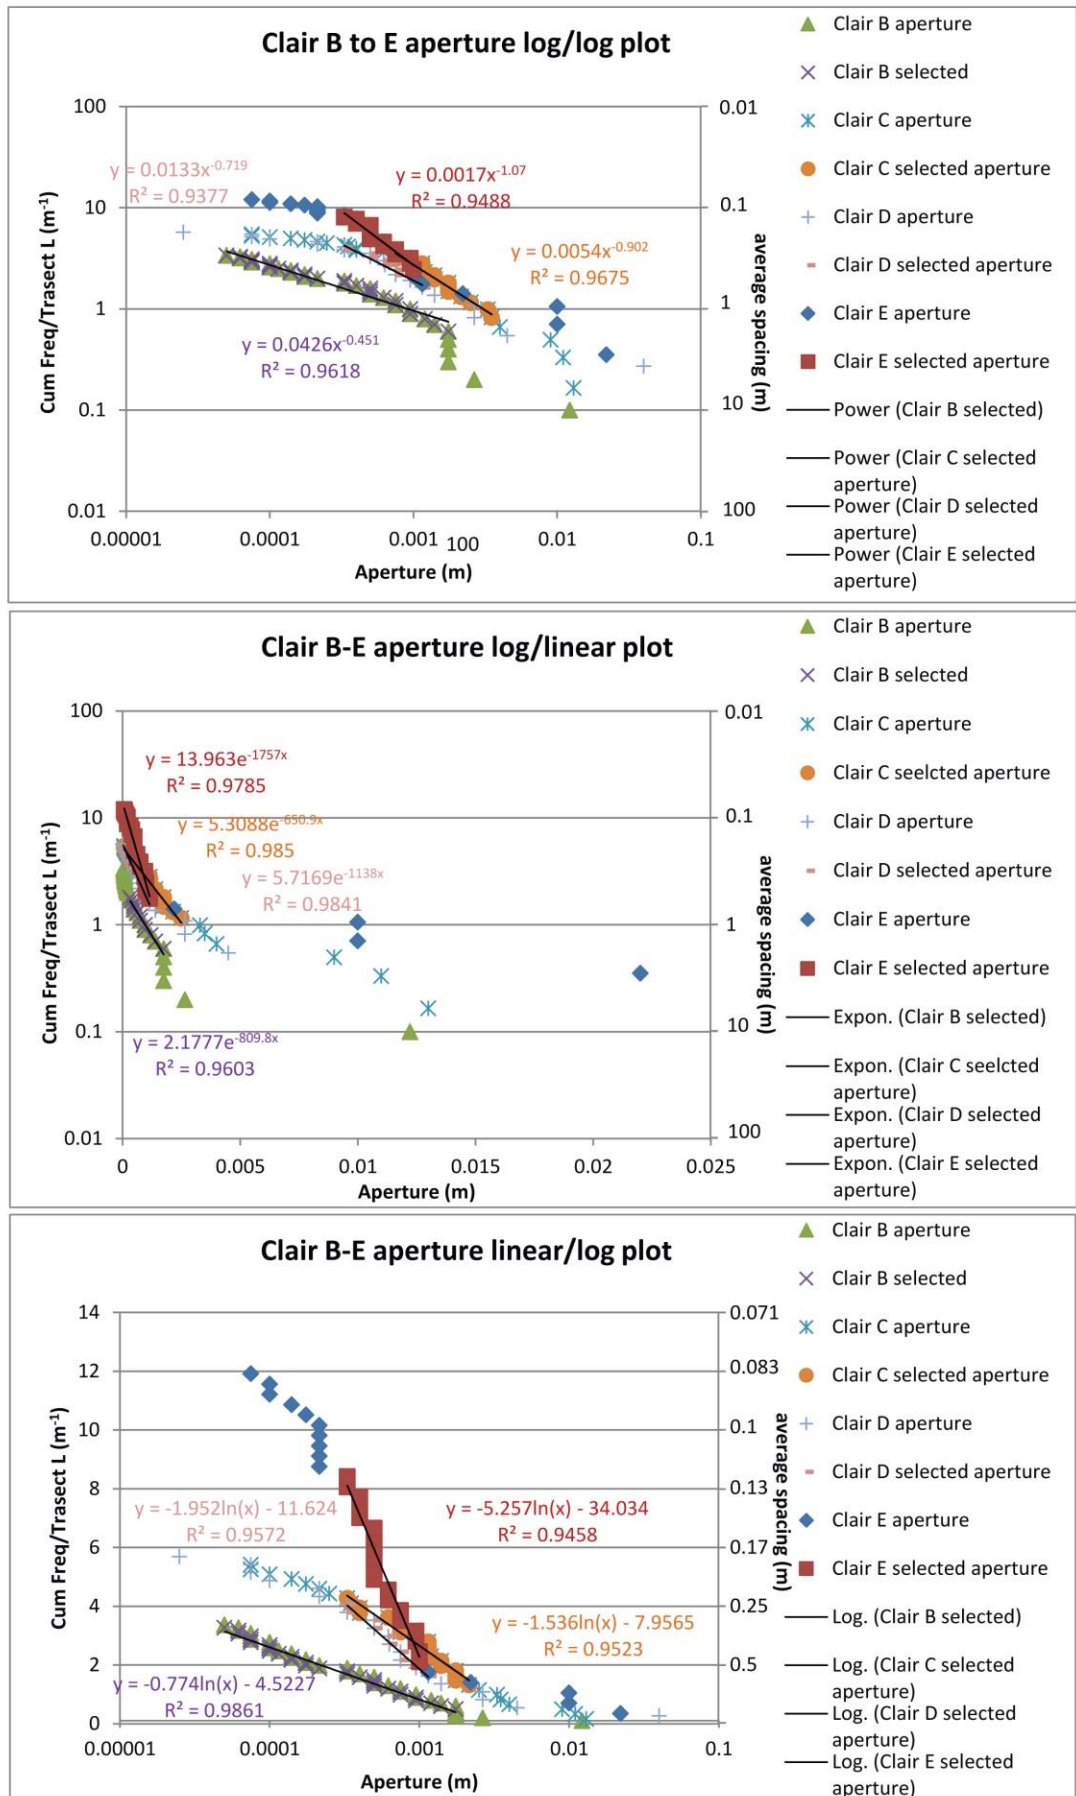 Clair B to E aperture log/log plot
100
10
1
0.1
0.01
Cum Freq/Trasect L (m⁻¹)
0.00001
0.0001
0.001
100
0.01
0.1
Aperture (m)
0.01
0.1
1
10
100
average spacing (m)
y = 0.0133x⁻⁰·⁷¹⁹
R² = 0.9377
y = 0.0017x⁻¹·⁰⁷
R² = 0.9488
y = 0.0054x⁻⁰·⁹⁰²
R² = 0.9675
y = 0.0426x⁻⁰·⁴⁵¹
R² = 0.9618
Clair B aperture
Clair B selected
Clair C aperture
Clair C selected aperture
Clair D aperture
Clair D selected aperture
Clair E aperture
Clair E selected aperture
Power (Clair B selected)
Power (Clair C selected
aperture)
Power (Clair D selected
aperture)
Power (Clair E selected
aperture)
Clair B-E aperture log/linear plot
100
10
1
0.1
0.01
Cum Freq/Trasect L (m⁻¹)
0
0.005
0.01
0.015
0.02
0.025
Aperture (m)
0.01
0.1
1
10
100
average spacing (m)
y = 13.963e⁻¹⁷⁵⁷ˣ
R² = 0.9785
y = 5.3088e⁻⁶⁵⁰·⁹ˣ
R² = 0.985
y = 5.7169e⁻¹¹³⁸ˣ
R² = 0.9841
y = 2.1777e⁻⁸⁰⁹·⁸ˣ
R² = 0.9603
Clair B aperture
Clair B selected
Clair C aperture
Clair C seelcted aperture
Clair D aperture
Clair D selected aperture
Clair E aperture
Clair E selected aperture
Expon. (Clair B selected)
Expon. (Clair C seelcted
aperture)
Expon. (Clair D selected
aperture)
Expon. (Clair E selected
aperture)
Clair B-E aperture linear/log plot
14
12
10
8
6
4
2
0
Cum Freq/Trasect L (m⁻¹)
0.00001
0.0001
0.001
0.01
0.1
Aperture (m)
0.071
0.083
0.1
0.13
0.17
0.25
0.5
average spacing (m)
y = -1.952ln(x) - 11.624
R² = 0.9572
y = -5.257ln(x) - 34.034
R² = 0.9458
y = -1.536ln(x) - 7.9565
R² = 0.9523
y = -0.774ln(x) - 4.5227
R² = 0.9861
Clair B aperture
Clair B selected
Clair C aperture
Clair C selected aperture
Clair D aperture
Clair D selected aperture
Clair E aperture
Clair E selected aperture
Log. (Clair B selected)
Log. (Clair C selected
aperture)
Log. (Clair D selected
aperture)
Log. (Clair E selected
aperture)